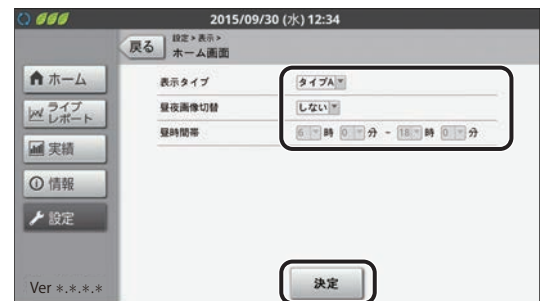 2015/09/30 (水) 12:34
戻る
設定 > 表示 >
ホーム画面
ホーム
ライブ
レポート
実績
情報
設定
Ver *.*.*.*
表示タイプ タイプA
昼夜画像切替 しない
昼時間帯 6 時 0 分 - 18 時 0 分
決定